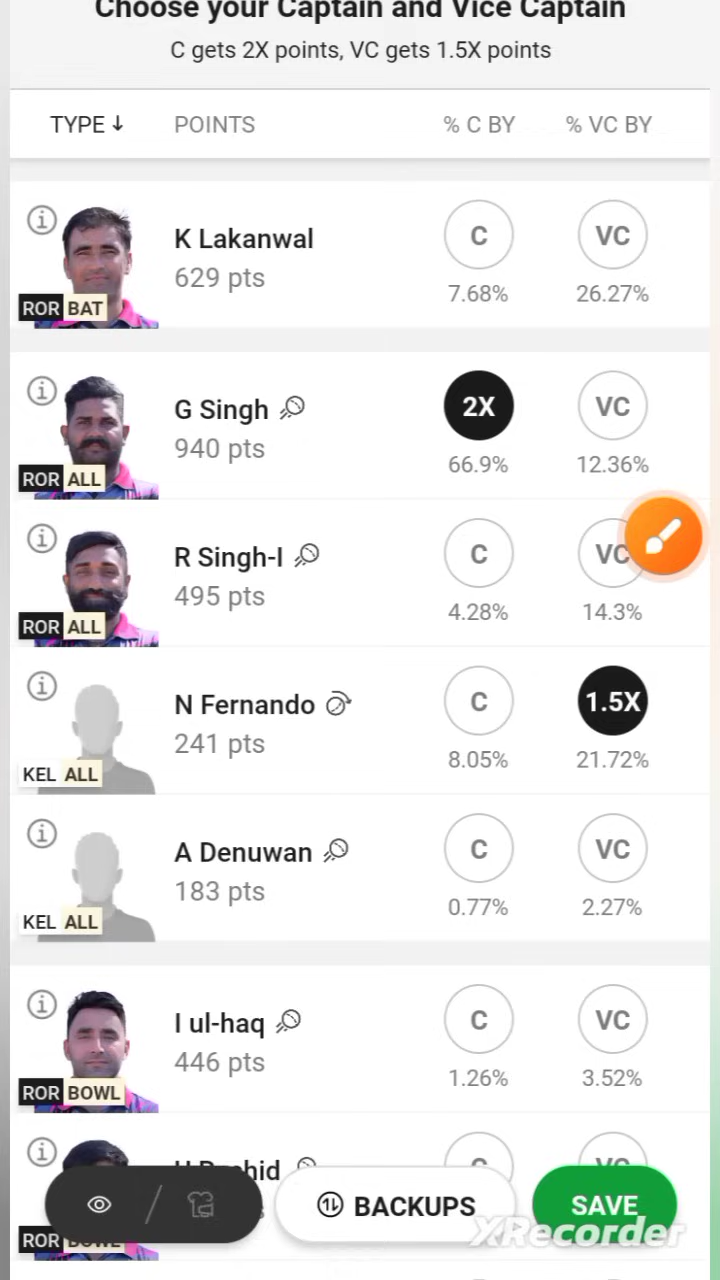 Choose your Captain and Vice Captain
C gets 2X points, VC gets 1.5X points
TYPE ↓ POINTS % C BY % VC BY
K Lakanwal C VC
629 pts
7.68% 26.27%
ROR BAT
G Singh 2X VC
940 pts
66.9% 12.36%
ROR ALL
R Singh-I C VC
495 pts
4.28% 14.3%
ROR ALL
N Fernando C 1.5X
241 pts
8.05% 21.72%
KEL ALL
A Denuwan C VC
183 pts
0.77% 2.27%
KEL ALL
I ul-haq C VC
446 pts
1.26% 3.52%
ROR BOWL
BACKUPS SAVE
XRecorder
ROR BOWL